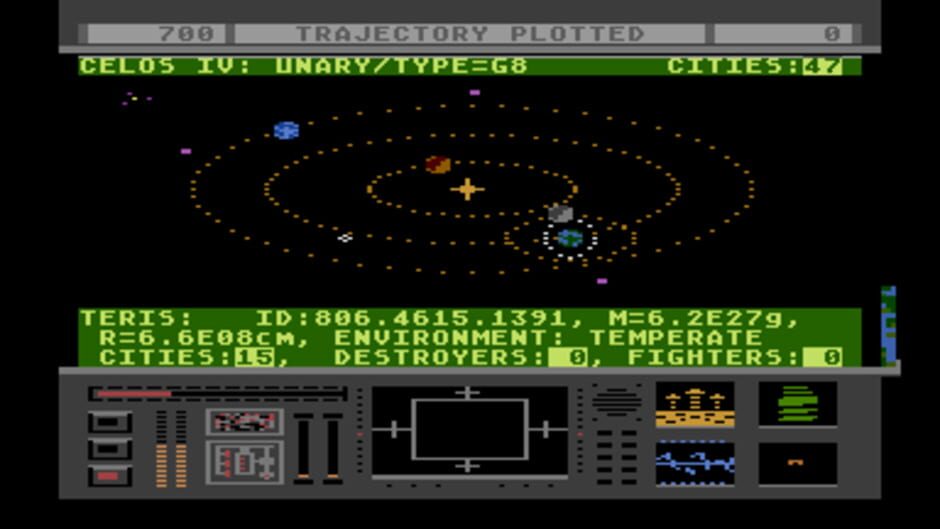 700 TRAJECTORY PLOTTED 0
CELOS IV: UNARY/TYPE=G8 CITIES:47
TERIS: ID:806.4615.1391, M=6.2E27g,
R=6.6E08cm, ENVIRONMENT: TEMPERATE
CITIES:15, DESTROYERS: 0, FIGHTERS: 0